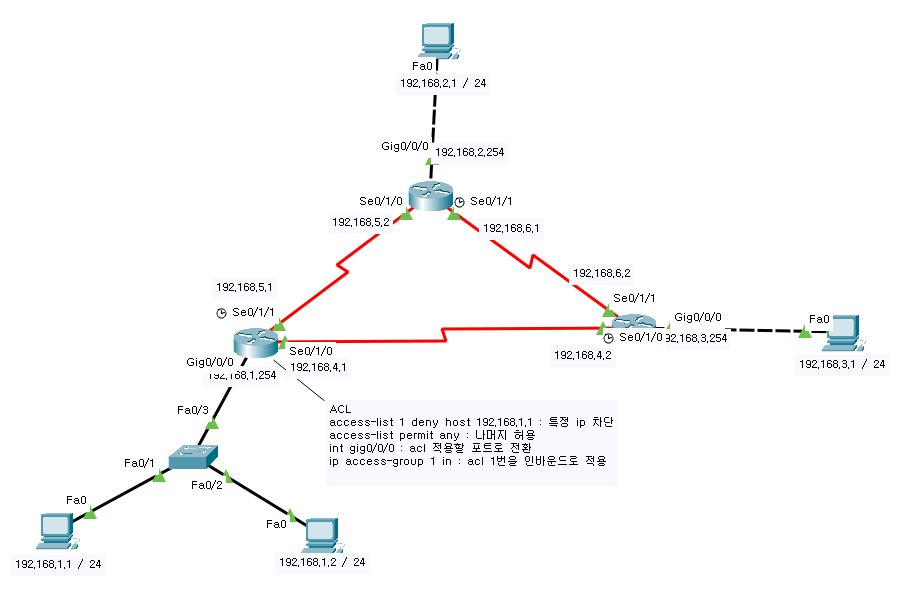 Fa0
192,168,2,1 / 24
Gig0/0/0
192,168,2,254
Se0/1/0
Se0/1/1
192,168,5,2
192,168,6,1
192,168,6,2
192,168,5,1
Se0/1/1
Se0/1/1
Gig0/0/0
Fa0
Se0/1/0
192,168,3,254
192,168,4,2
192,168,3,1 / 24
Se0/1/0
Gig0/0/0
192,168,4,1
192,168,1,254
ACL
access-list 1 deny host 192,168,1,1 : 특정 ip 차단
access-list permit any : 나머지 허용
int gig0/0/0 : acl 적용할 포트로 전환
ip access-group 1 in : acl 1번을 인바운드로 적용
Fa0/3
Fa0/1
Fa0/2
Fa0
Fa0
192,168,1,1 / 24
192,168,1,2 / 24